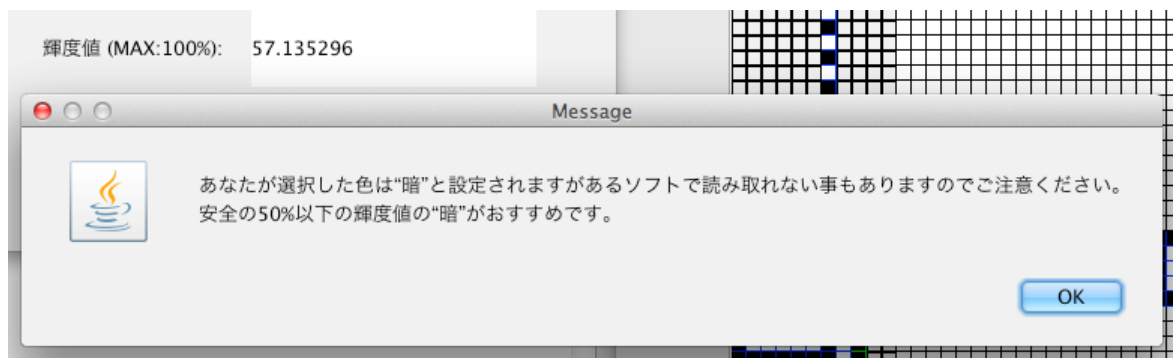 輝度値 (MAX:100%): 57.135296
Message
あなたが選択した色は“暗”と設定されますがあるソフトで読み取れない事もありますのでご注意ください。
安全の50%以下の輝度値の“暗”がおすすめです。
OK